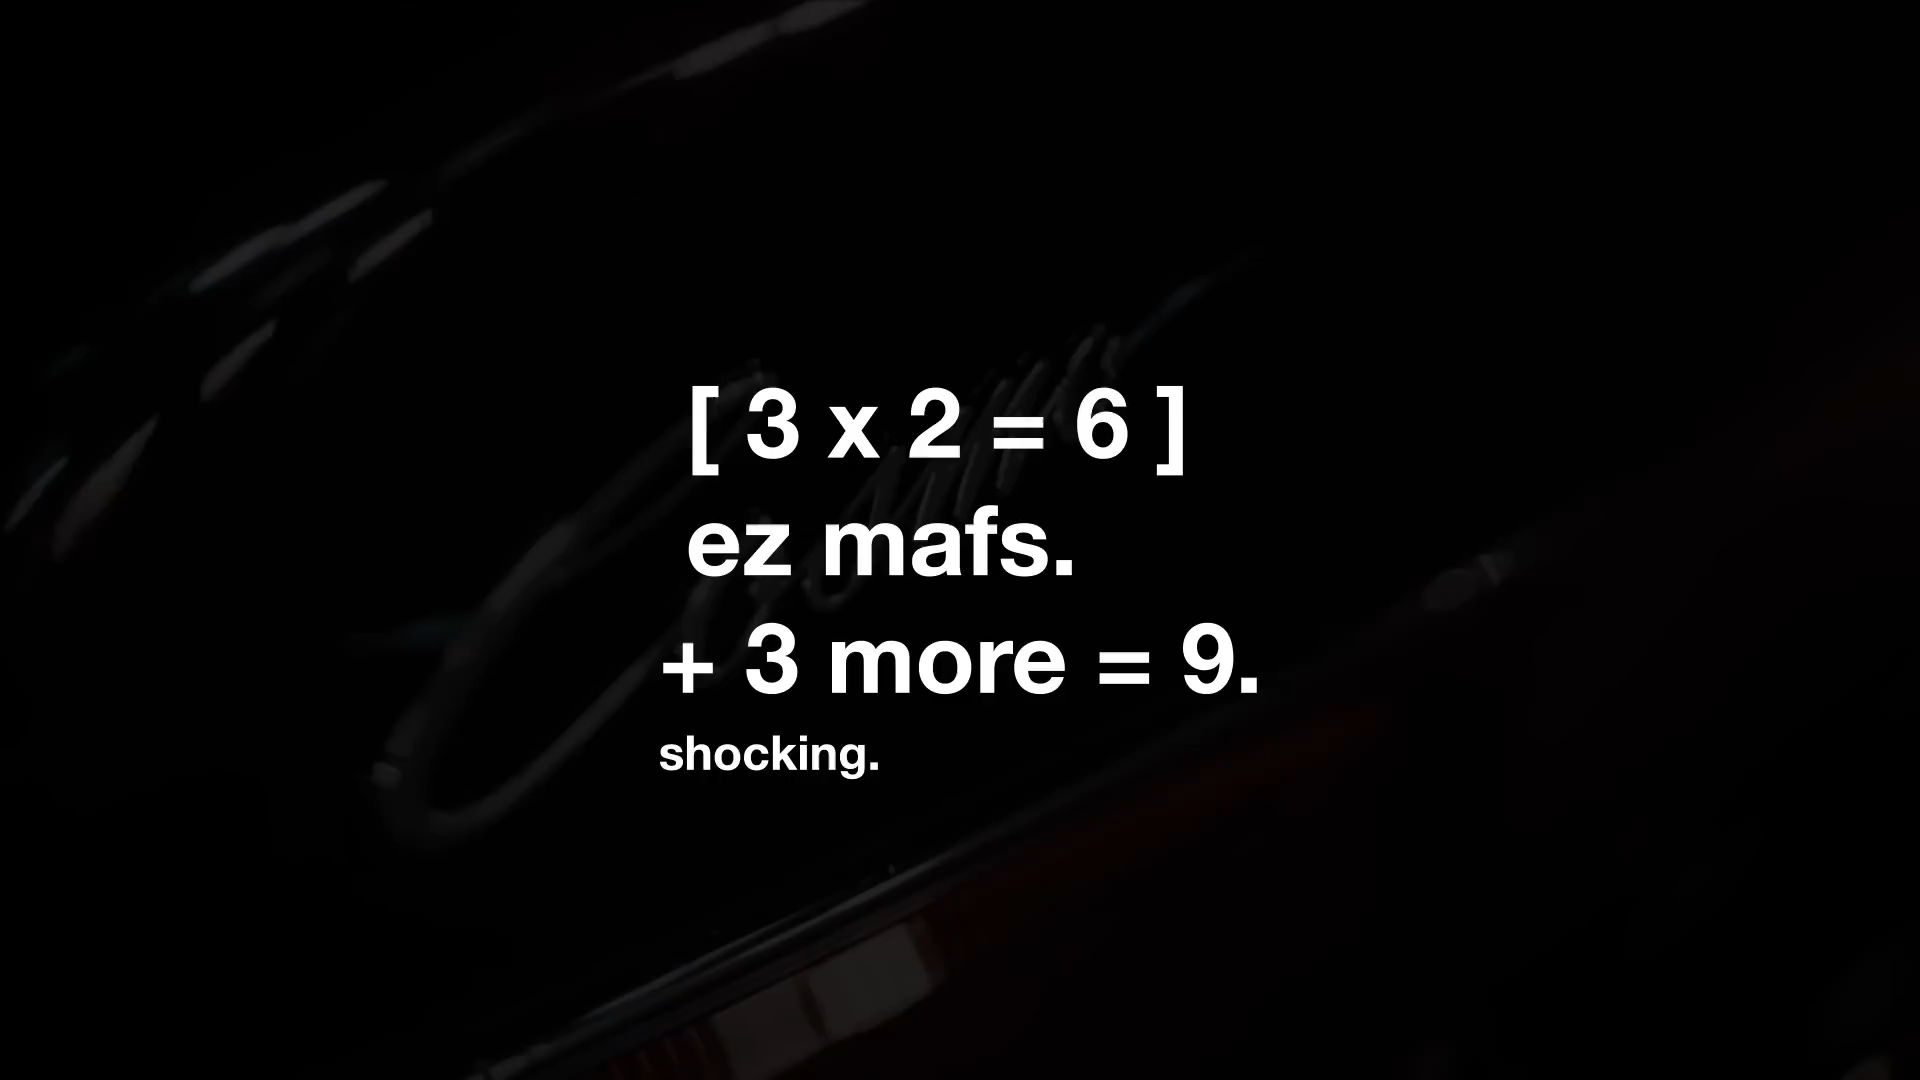 [ 3 x 2 = 6 ]
ez mafs.
+ 3 more = 9.
shocking.